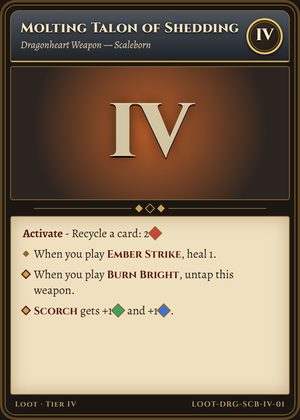 Molting Talon of Shedding
IV
Dragonheart Weapon — Scaleborn
IV
Activate - Recycle a card: 2
When you play Ember Strike, heal 1.
When you play Burn Bright, untap this
weapon.
Scorch gets +1 and +1.
Loot · Tier IV
LOOT-DRG-SCB-IV-01